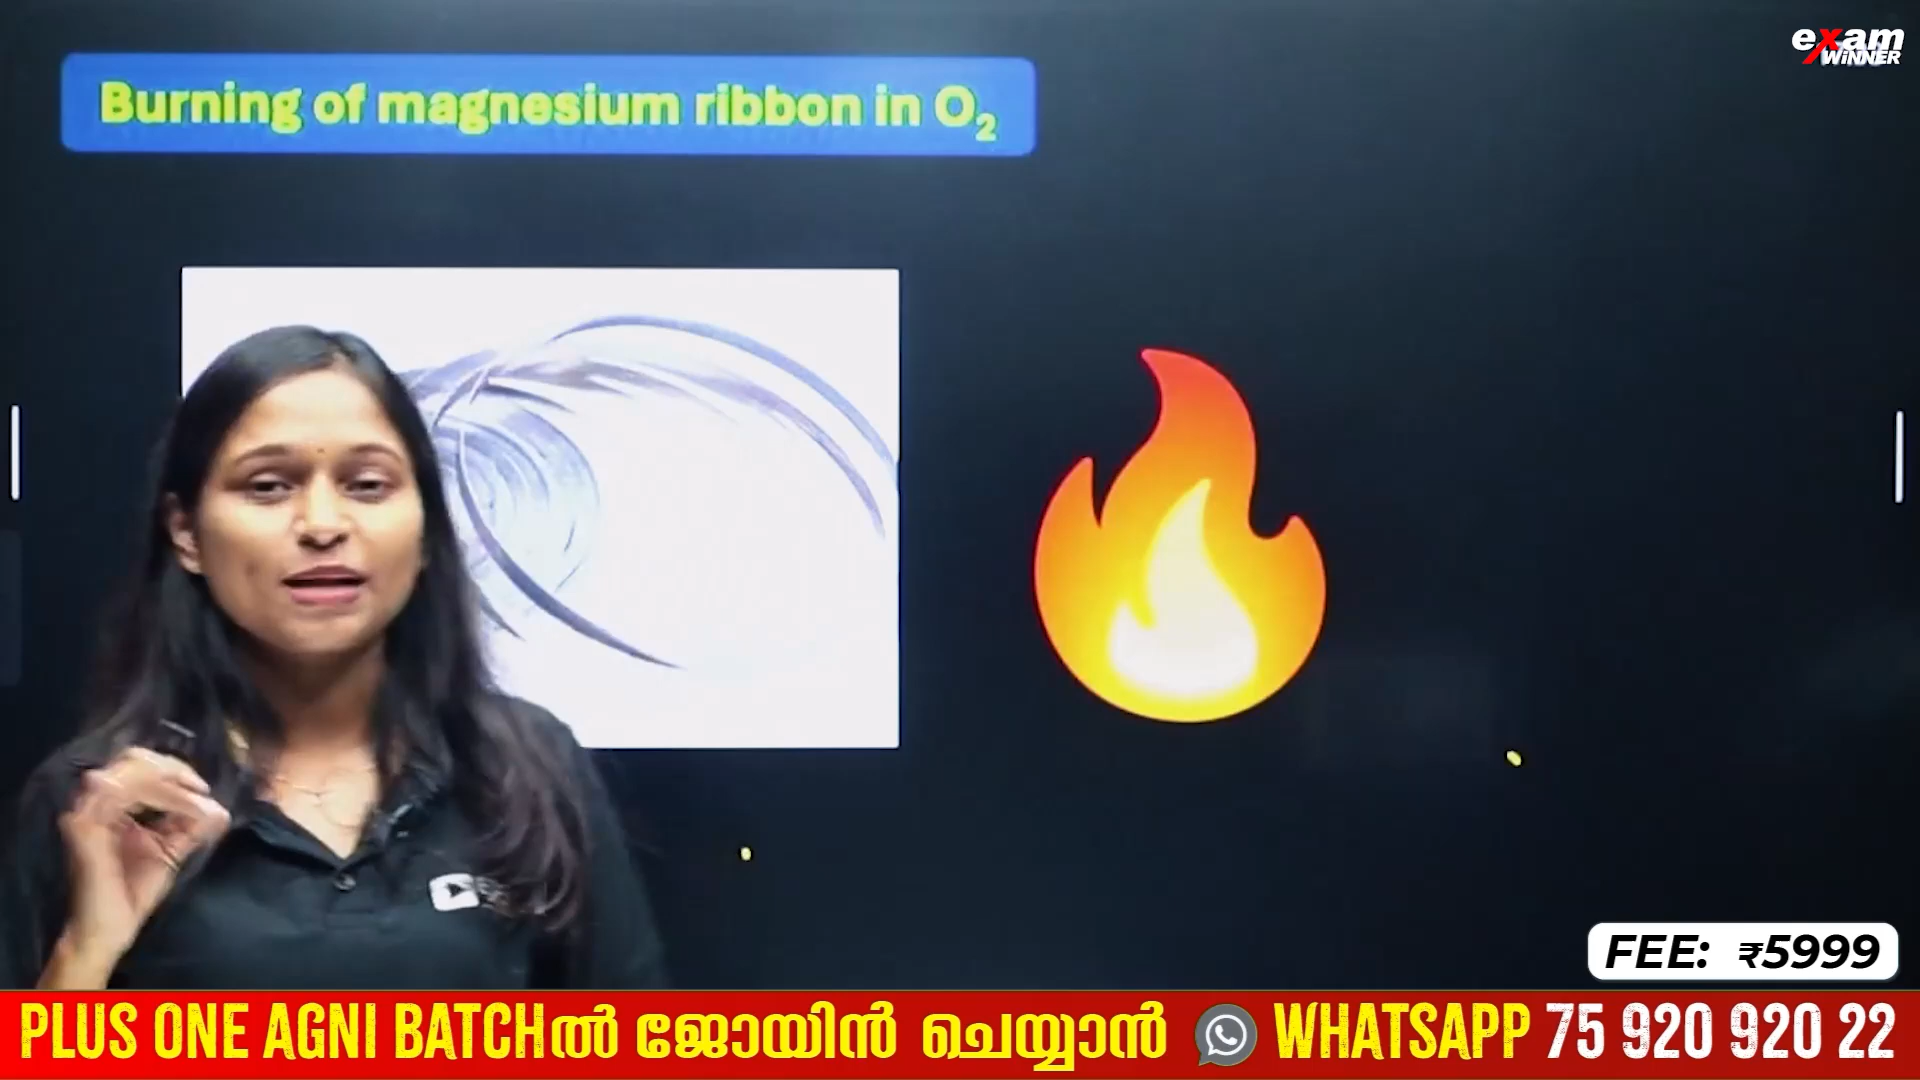 exam
WiNNER
Burning of magnesium ribbon in O₂
FEE: ₹5999
PLUS ONE AGNI BATCHൽ ജോയിൻ ചെയ്യാൻ WHATSAPP 75 920 920 22